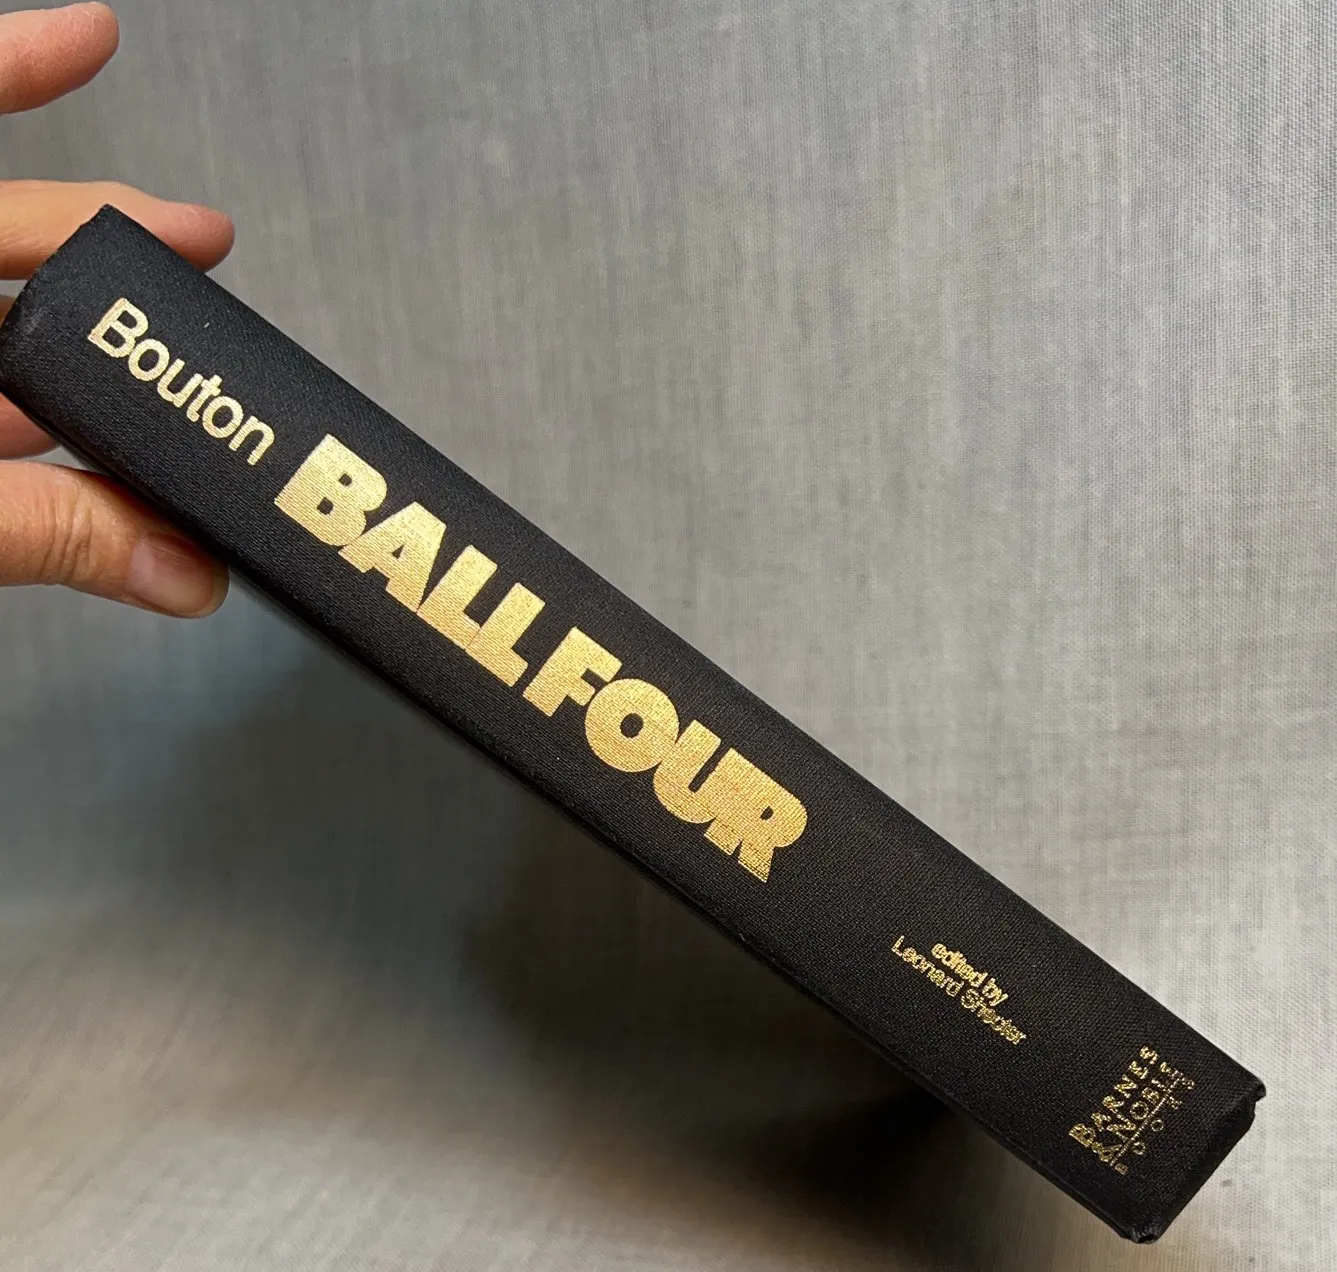 Bouton
BALL FOUR
edited by
Leonard Shecter
BARNES
&NOBLE
BOOKS